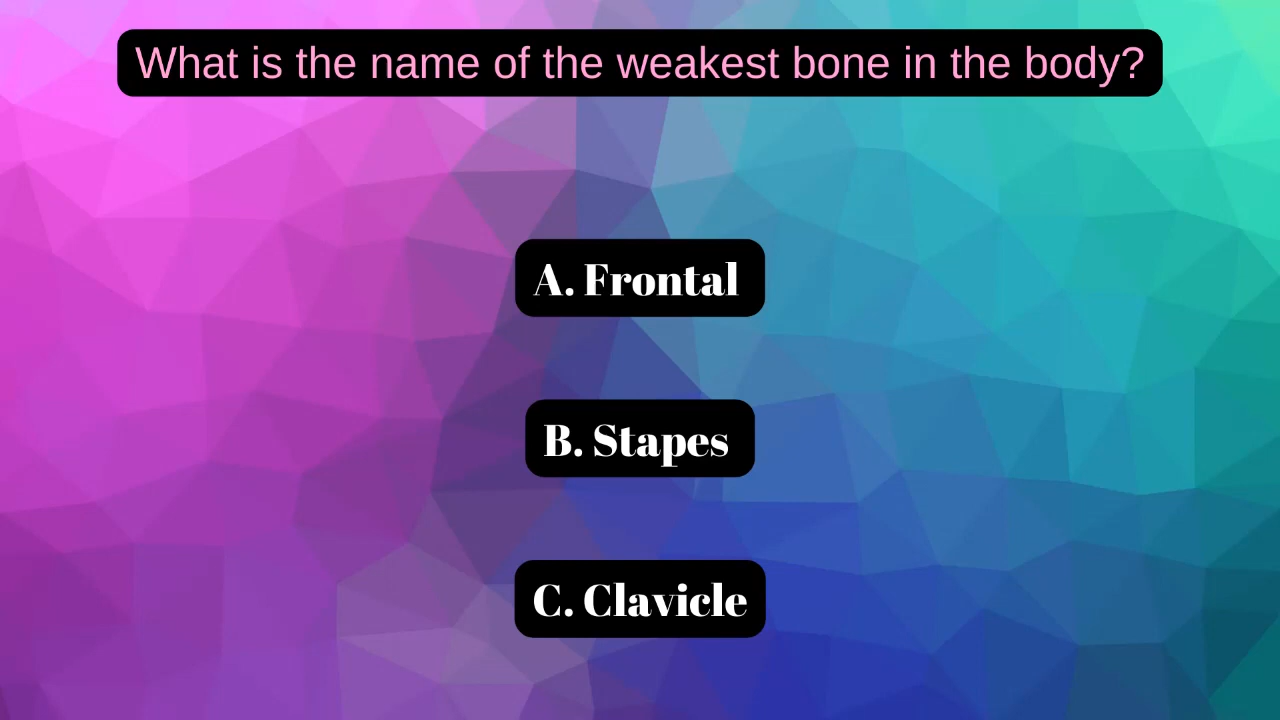 What is the name of the weakest bone in the body?
A. Frontal
B. Stapes
C. Clavicle